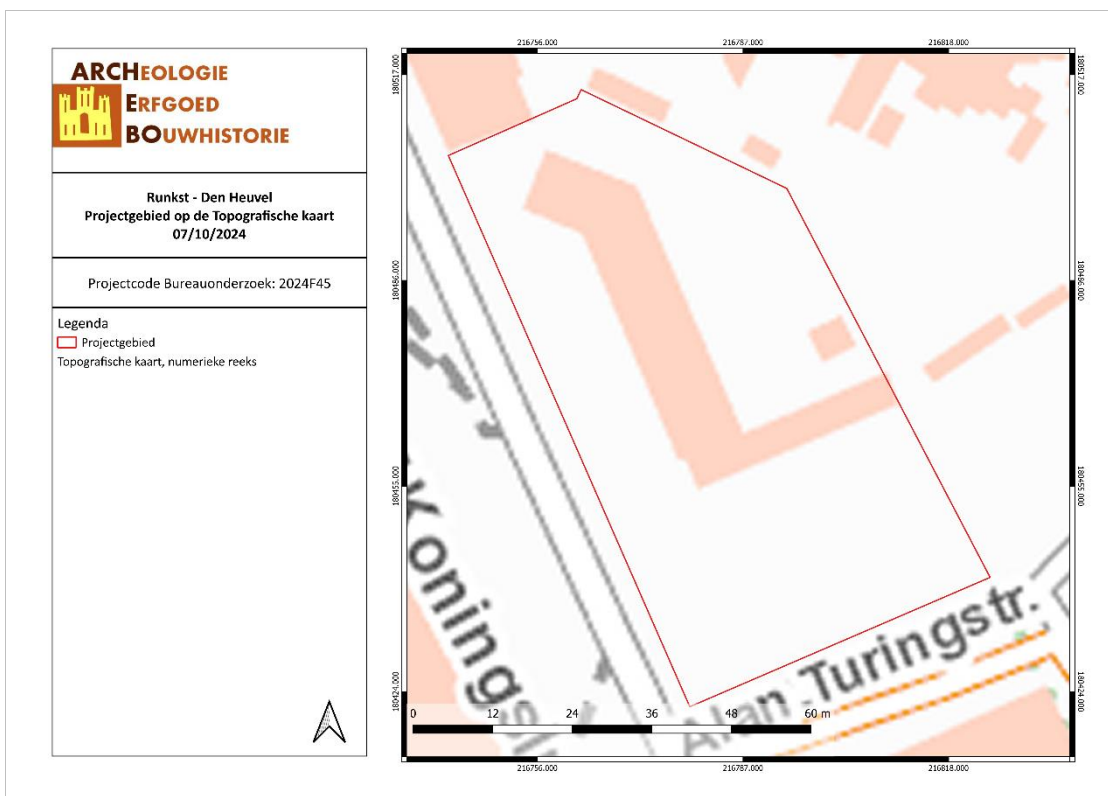 ARCHEOLOGIE
ERFGOED
BOUWHISTORIE
Runkst - Den Heuvel
Projectgebied op de Topografische kaart
07/10/2024
Projectcode Bureauonderzoek: 2024F45
Legenda
Projectgebied
Topografische kaart, numerieke reeks
216756.000 216787.000 216818.000
180517.000 180517.000
180486.000 180486.000
180455.000 180455.000
180424.000 180424.000
Alan Turingstr.
0 12 24 36 48 60 m
216756.000 216787.000 216818.000